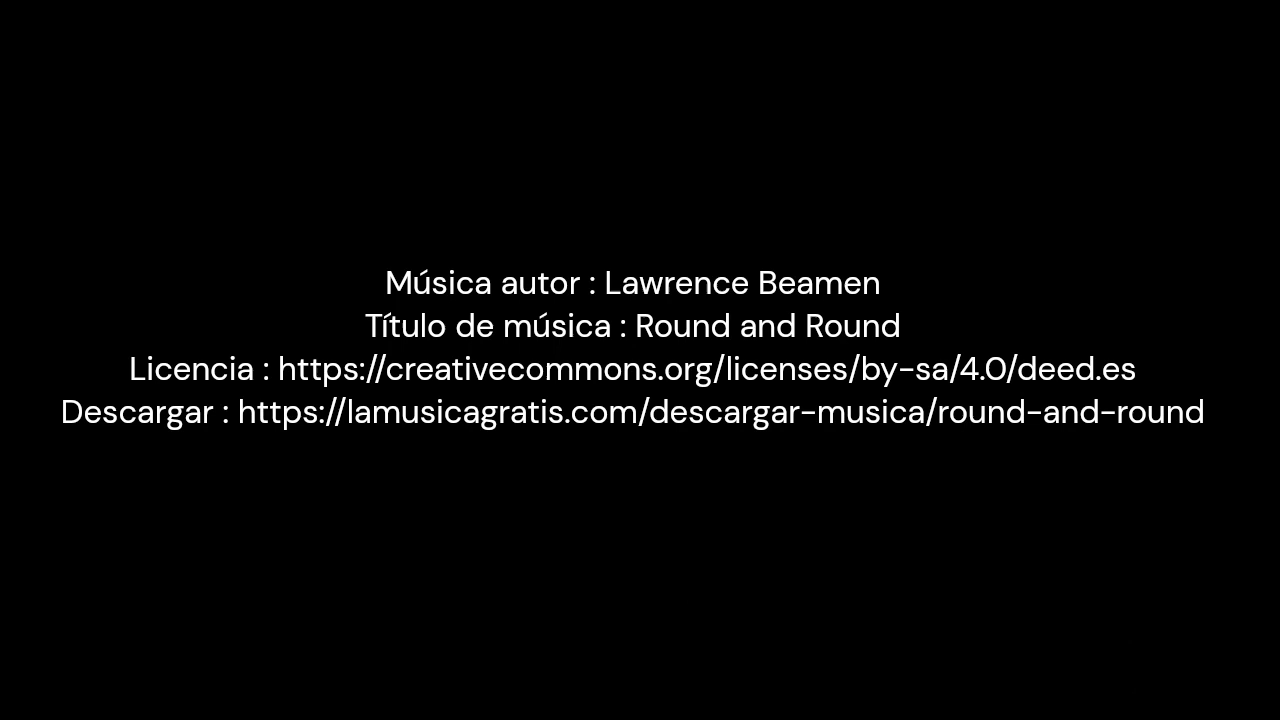 Música autor : Lawrence Beamen
Título de música : Round and Round
Licencia : https://creativecommons.org/licenses/by-sa/4.0/deed.es
Descargar : https://lamusicagratis.com/descargar-musica/round-and-round